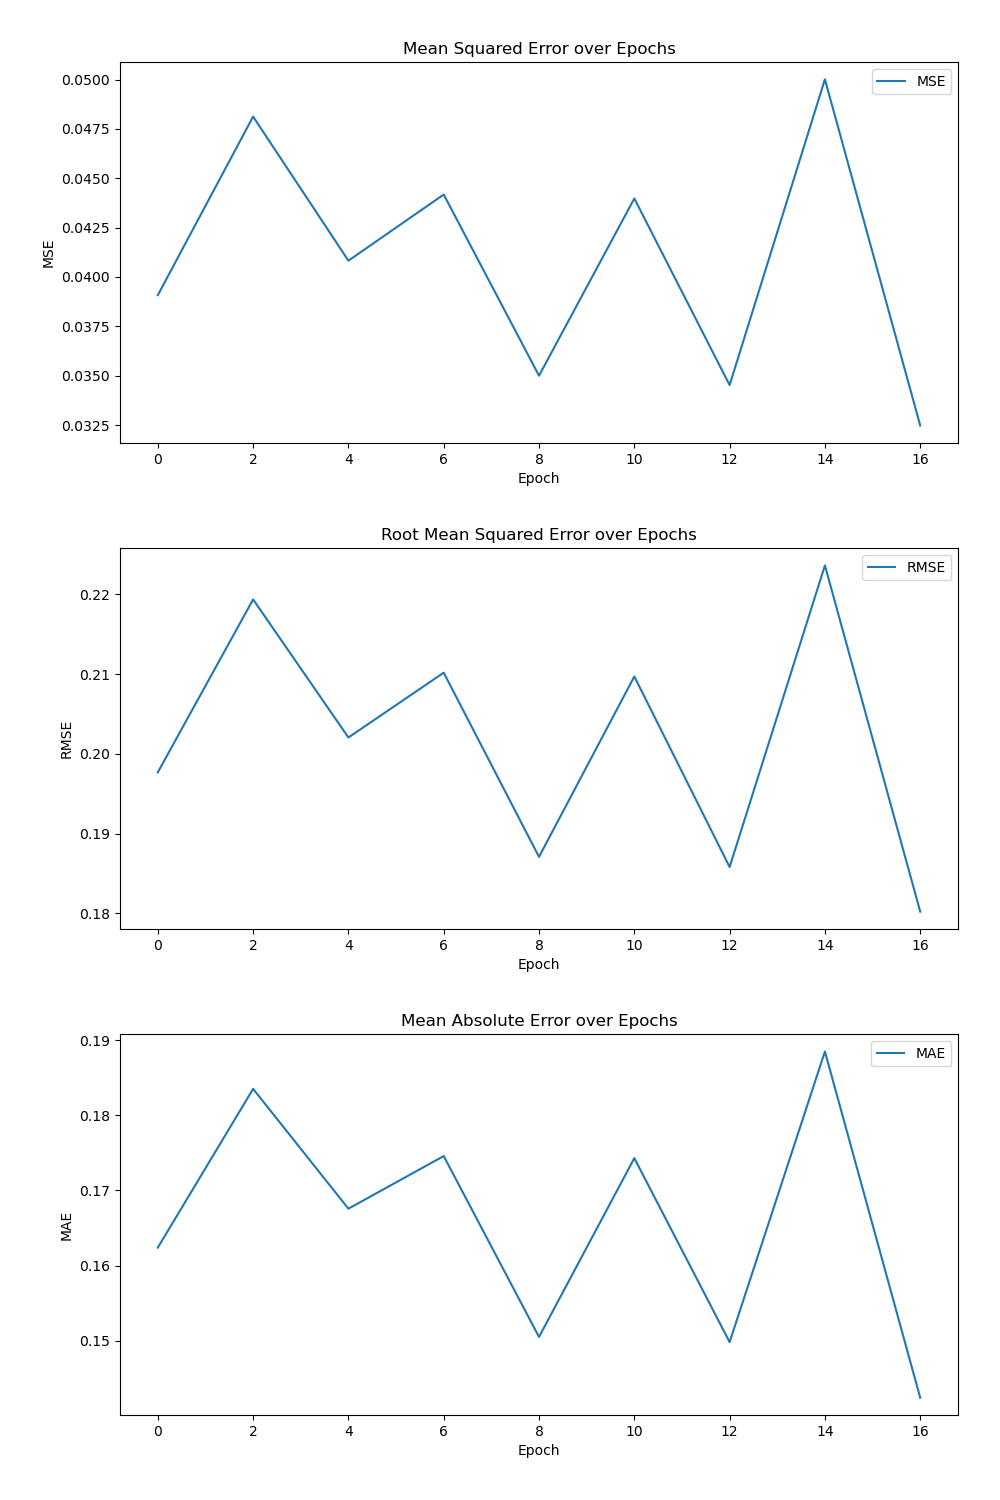 Mean Squared Error over Epochs
MSE
0.0500
0.0475
0.0450
0.0425
0.0400
0.0375
0.0350
0.0325
MSE
0 2 4 6 8 10 12 14 16
Epoch
Root Mean Squared Error over Epochs
RMSE
0.22
0.21
0.20
0.19
0.18
RMSE
0 2 4 6 8 10 12 14 16
Epoch
Mean Absolute Error over Epochs
MAE
0.19
0.18
0.17
0.16
0.15
MAE
0 2 4 6 8 10 12 14 16
Epoch